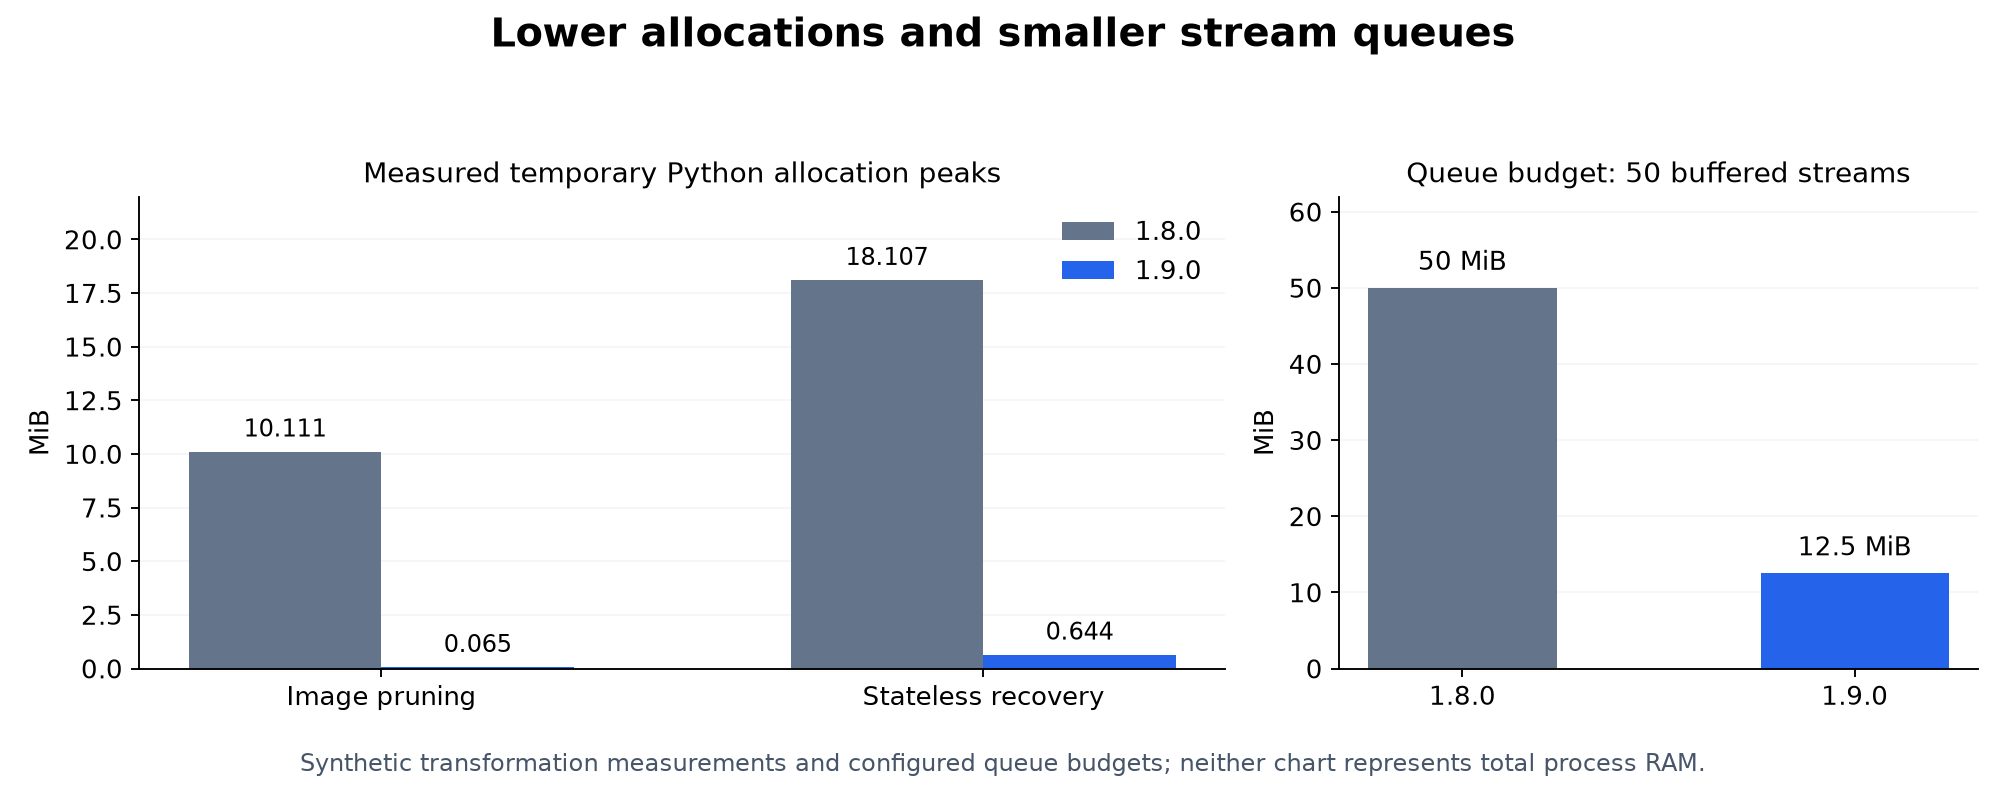 Lower allocations and smaller stream queues
Measured temporary Python allocation peaks
MiB
20.0
17.5
15.0
12.5
10.0
7.5
5.0
2.5
0.0
10.111
0.065
18.107
0.644
1.8.0
1.9.0
Image pruning
Stateless recovery
Queue budget: 50 buffered streams
MiB
60
50
40
30
20
10
0
50 MiB
12.5 MiB
1.8.0
1.9.0
Synthetic transformation measurements and configured queue budgets; neither chart represents total process RAM.